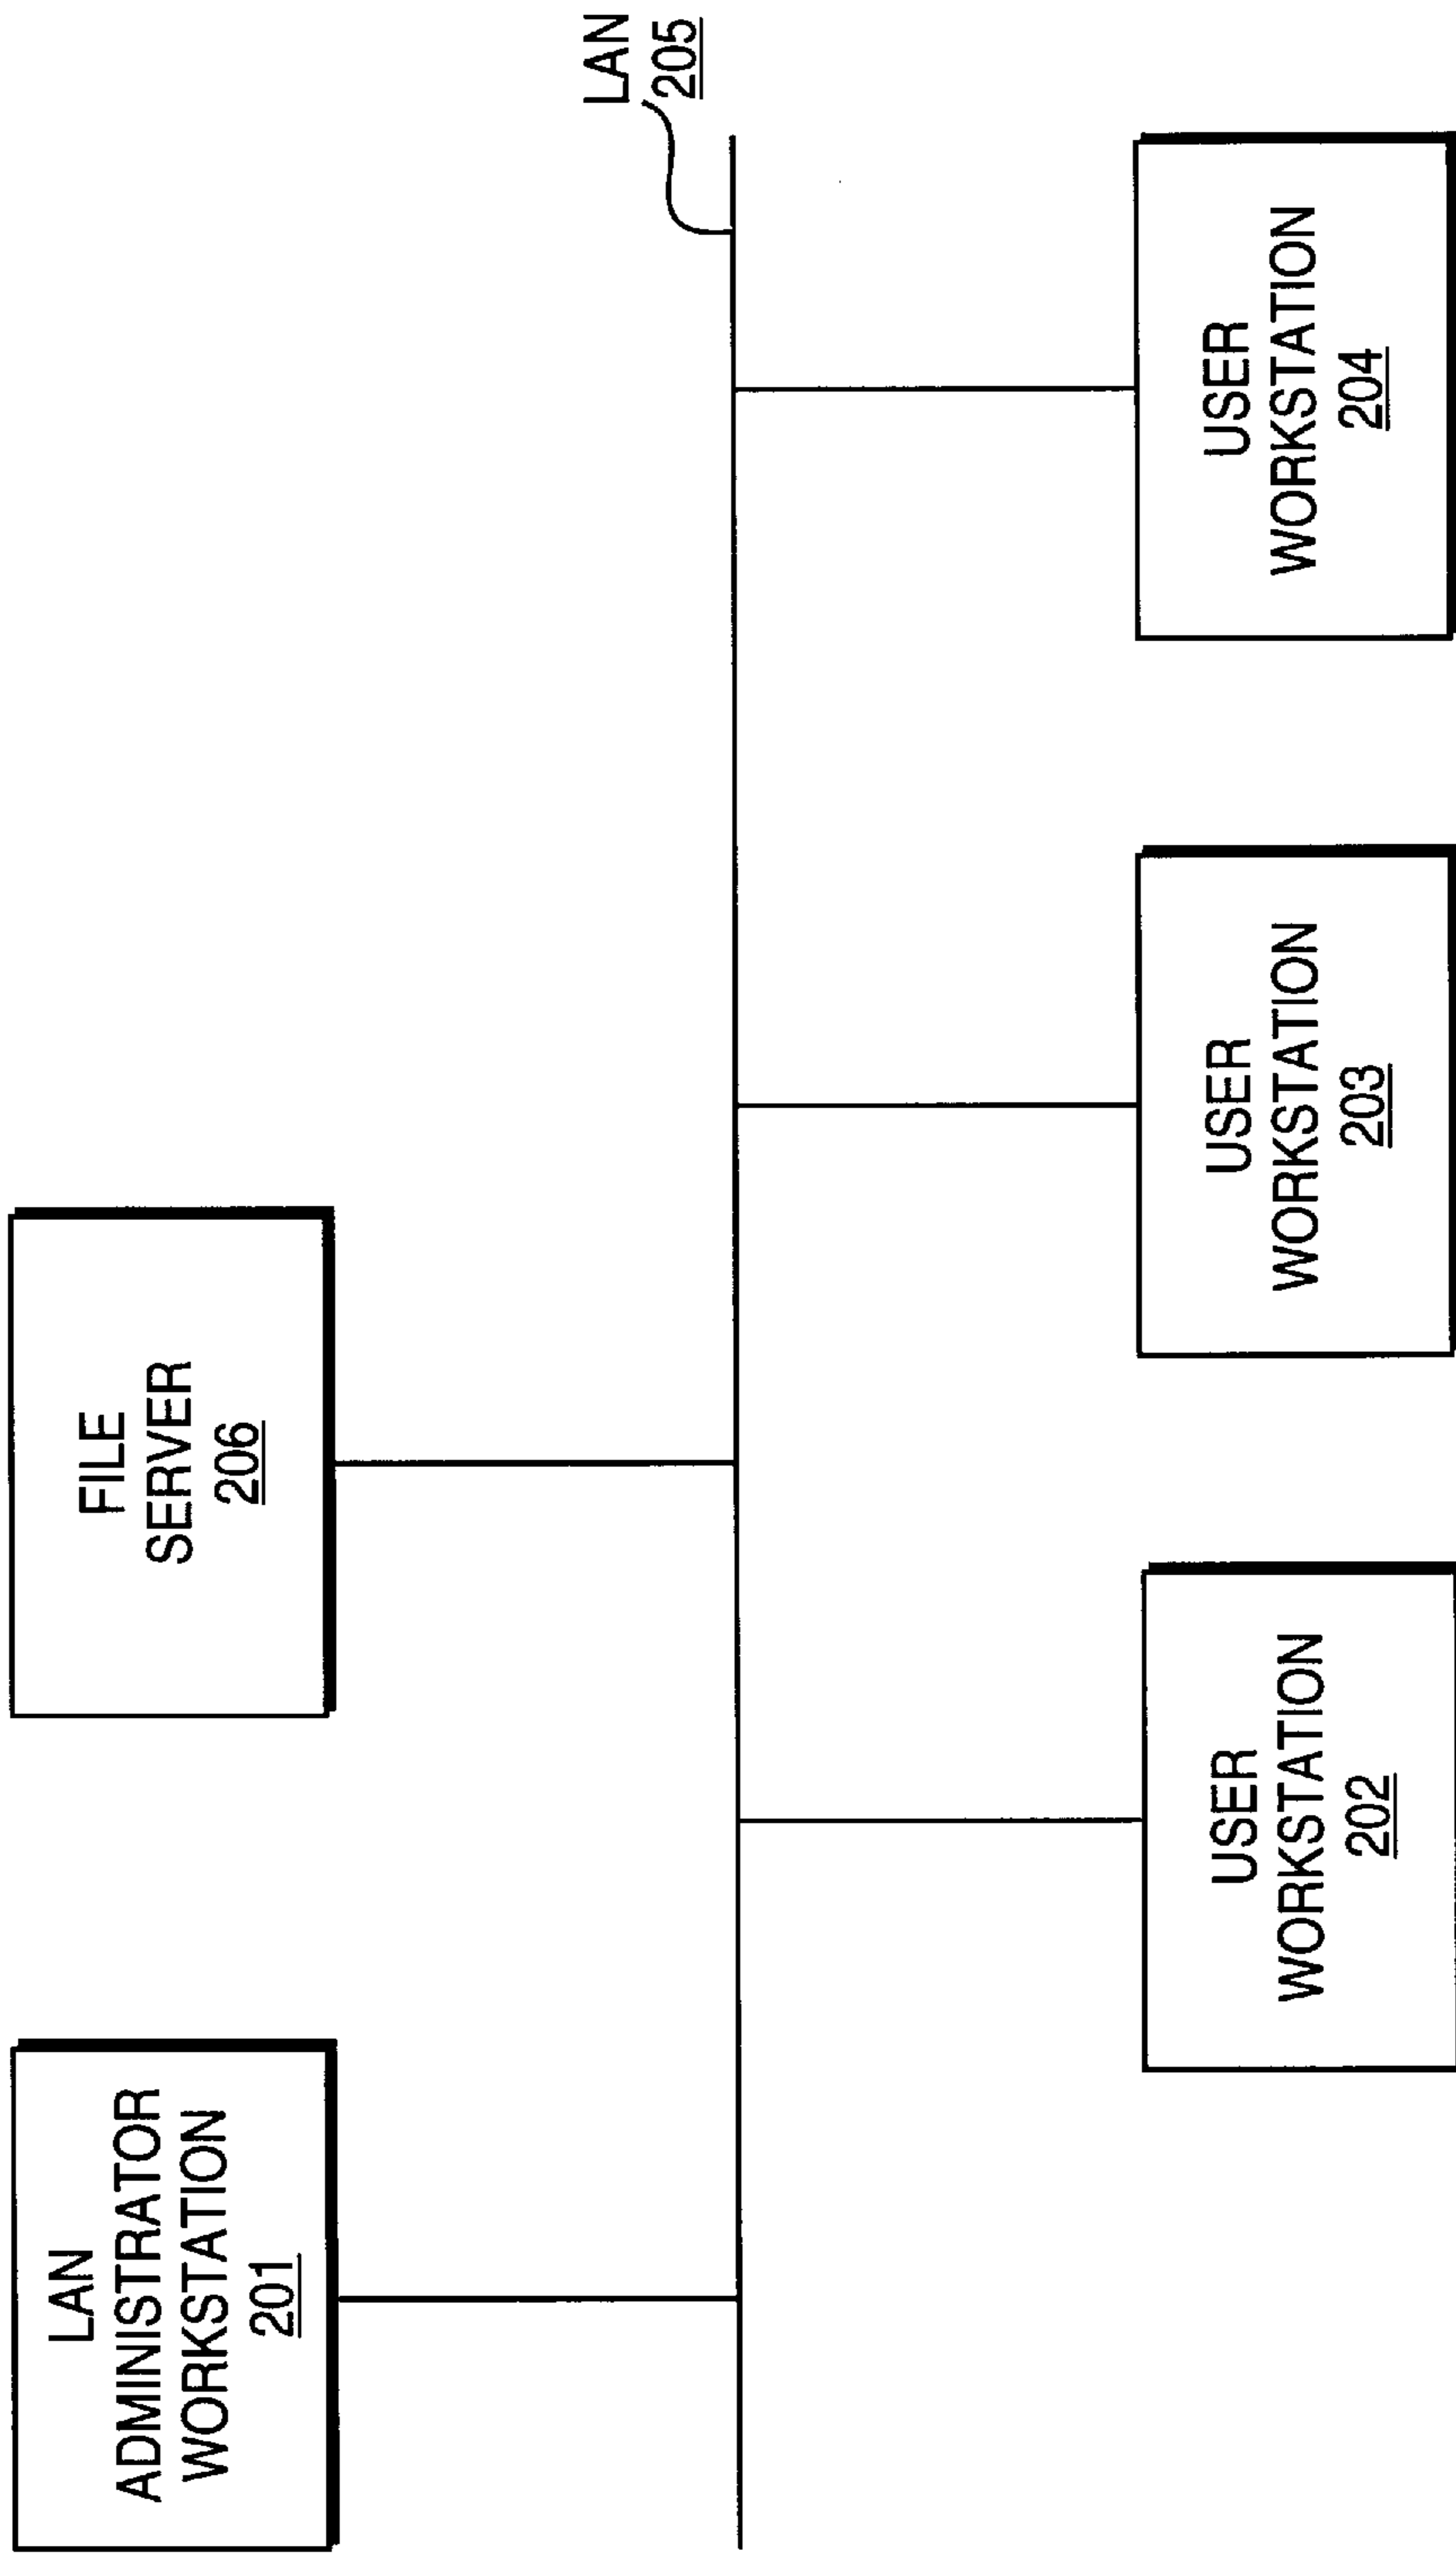 LAN
ADMINISTRATOR
WORKSTATION
201
FILE
SERVER
206
LAN
205
USER
WORKSTATION
202
USER
WORKSTATION
203
USER
WORKSTATION
204